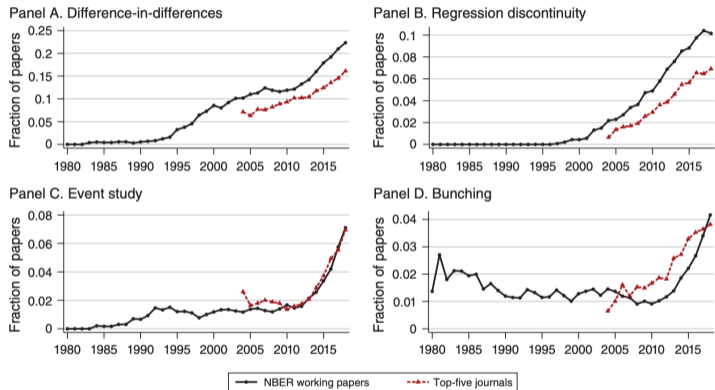 Panel A. Difference-in-differences
Fraction of papers
0.25
0.2
0.15
0.1
0.05
0
1980 1985 1990 1995 2000 2005 2010 2015
Panel B. Regression discontinuity
Fraction of papers
0.1
0.08
0.06
0.04
0.02
0
1980 1985 1990 1995 2000 2005 2010 2015
Panel C. Event study
Fraction of papers
0.08
0.06
0.04
0.02
0
1980 1985 1990 1995 2000 2005 2010 2015
Panel D. Bunching
Fraction of papers
0.04
0.03
0.02
0.01
0
1980 1985 1990 1995 2000 2005 2010 2015
NBER working papers Top-five journals